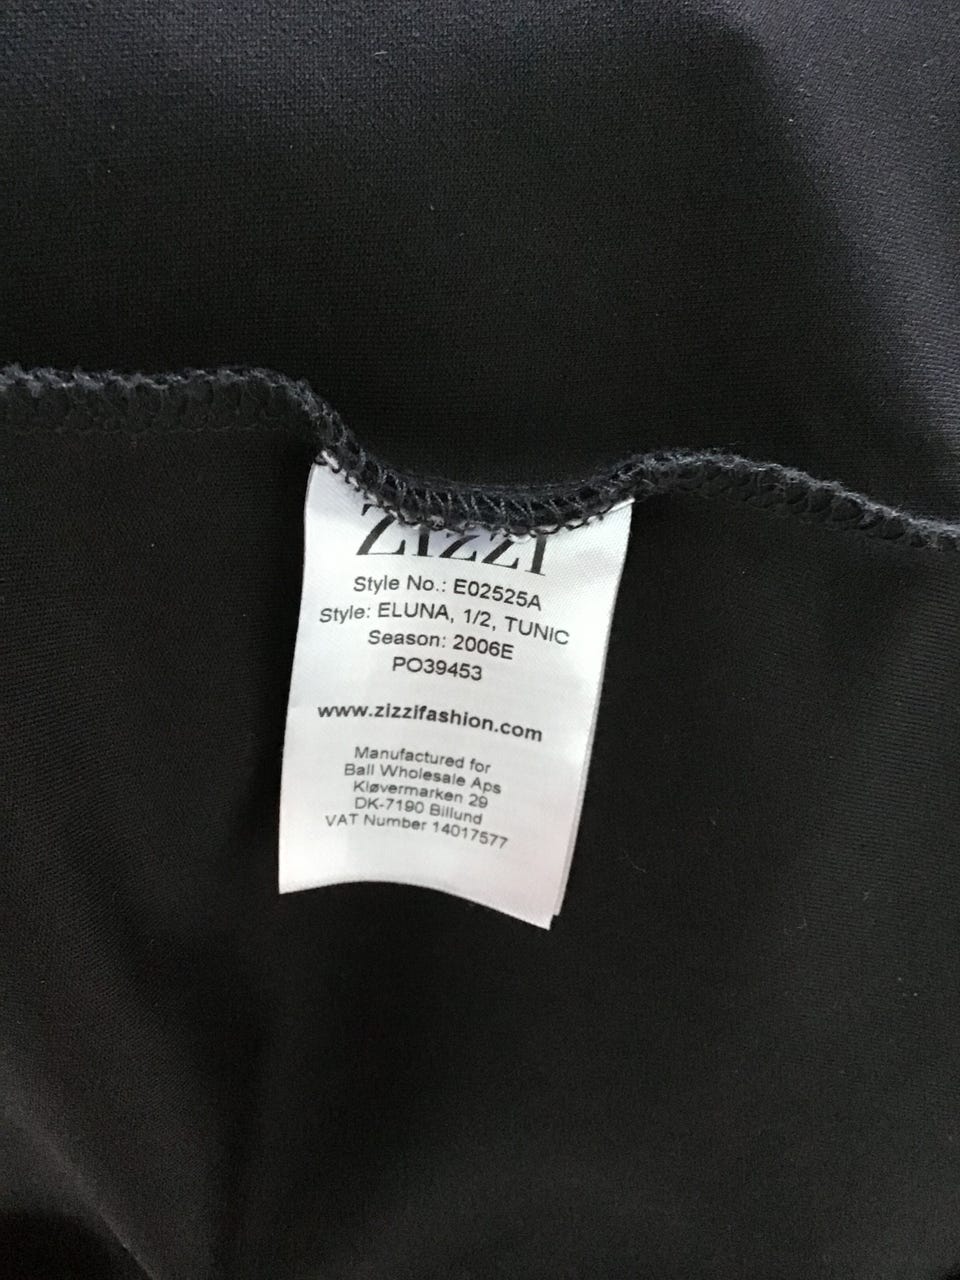 ZIZZI
Style No.: E02525A
Style: ELUNA, 1/2, TUNIC
Season: 2006E
PO39453
www.zizzifashion.com
Manufactured for
Ball Wholesale Aps
Kløvermarken 29
DK-7190 Billund
VAT Number 14017577